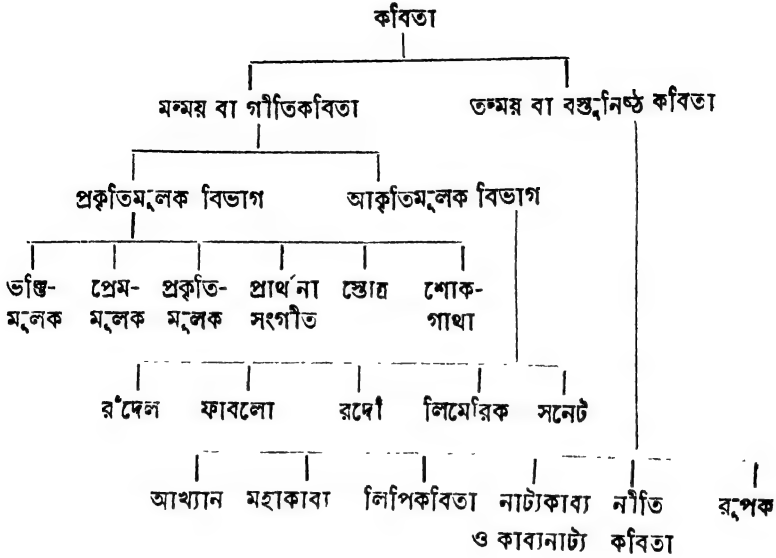 কবিতা
মন্ময় বা গীতিকবিতা তন্ময় বা বস্তুনিষ্ঠ কবিতা
প্রকৃতিমূলক বিভাগ আকৃতিমূলক বিভাগ
ভক্তি- প্রেম- প্রকৃতি- প্রার্থনা স্তোত্র শোক-
মূলক মূলক মূলক সংগীত গাথা
রঁদেল ফাবলো রদৌ লিমেরিক সনেট
আখ্যান মহাকাব্য লিপিকবিতা নাট্যকাব্য নীতি রূপক
ও কাব্যনাট্য কবিতা